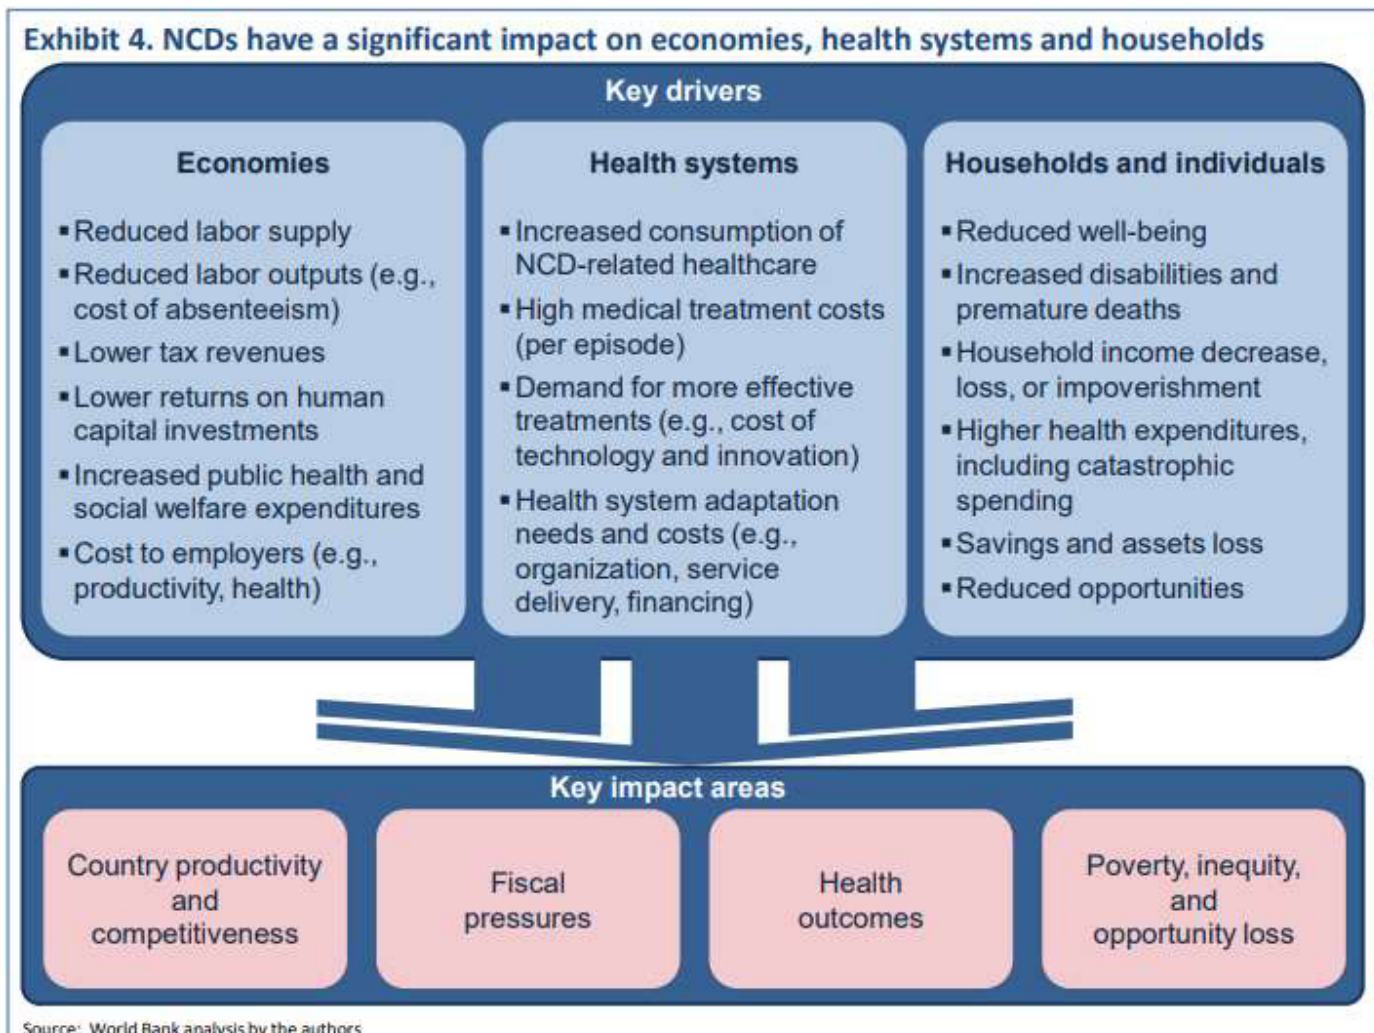 Exhibit 4. NCDs have a significant impact on economies, health systems and households
Key drivers
Economies
▪ Reduced labor supply
▪ Reduced labor outputs (e.g.,
cost of absenteeism)
▪ Lower tax revenues
▪ Lower returns on human
capital investments
▪ Increased public health and
social welfare expenditures
▪ Cost to employers (e.g.,
productivity, health)
Health systems
▪ Increased consumption of
NCD-related healthcare
▪ High medical treatment costs
(per episode)
▪ Demand for more effective
treatments (e.g., cost of
technology and innovation)
▪ Health system adaptation
needs and costs (e.g.,
organization, service
delivery, financing)
Households and individuals
▪ Reduced well-being
▪ Increased disabilities and
premature deaths
▪ Household income decrease,
loss, or impoverishment
▪ Higher health expenditures,
including catastrophic
spending
▪ Savings and assets loss
▪ Reduced opportunities
Key impact areas
Country productivity
and
competitiveness
Fiscal
pressures
Health
outcomes
Poverty, inequity,
and
opportunity loss
Source: World Bank analysis by the authors